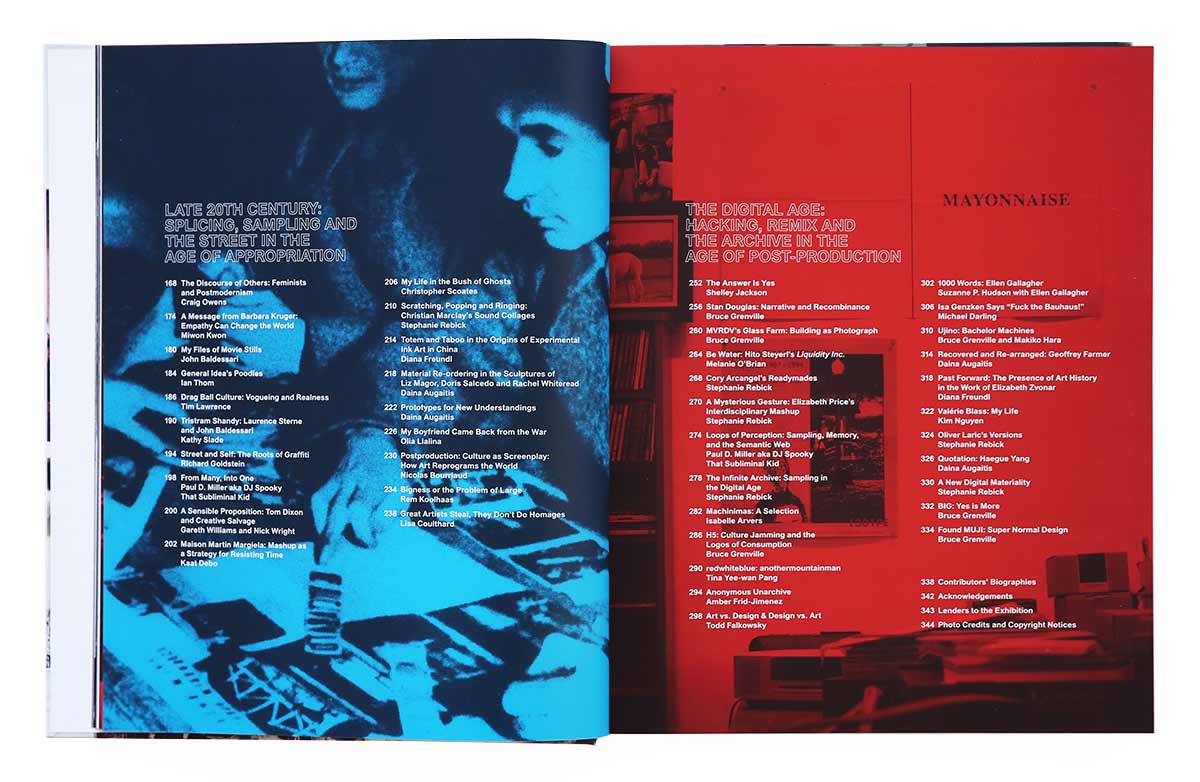 LATE 20TH CENTURY:
SPLICING, SAMPLING AND
THE STREET IN THE
AGE OF APPROPRIATION
168 The Discourse of Others: Feminists
and Postmodernism
Craig Owens
174 A Message from Barbara Kruger:
Empathy Can Change the World
Miwon Kwon
180 My Files of Movie Stills
John Baldessari
184 General Idea's Poodles
Ian Thom
186 Drag Ball Culture: Vogueing and Realness
Tim Lawrence
190 Tristram Shandy: Laurence Sterne
and John Baldessari
Kathy Slade
194 Street and Self: The Roots of Graffiti
Richard Goldstein
198 From Many, Into One
Paul D. Miller aka DJ Spooky
That Subliminal Kid
200 A Sensible Proposition: Tom Dixon
and Creative Salvage
Gareth Williams and Nick Wright
202 Maison Martin Margiela: Mashup as
a Strategy for Resisting Time
Kaat Debo
206 My Life in the Bush of Ghosts
Christopher Scoates
210 Scratching, Popping and Ringing:
Christian Marclay's Sound Collages
Stephanie Rebick
214 Totem and Taboo in the Origins of Experimental
Ink Art in China
Diana Freundl
218 Material Re-ordering in the Sculptures of
Liz Magor, Doris Salcedo and Rachel Whiteread
Daina Augaitis
222 Prototypes for New Understandings
Daina Augaitis
226 My Boyfriend Came Back from the War
Olia Lialina
230 Postproduction: Culture as Screenplay:
How Art Reprograms the World
Nicolas Bourriaud
234 Bigness or the Problem of Large
Rem Koolhaas
238 Great Artists Steal, They Don't Do Homages
Lisa Coulthard
THE DIGITAL AGE:
HACKING, REMIX AND
THE ARCHIVE IN THE
AGE OF POST-PRODUCTION
252 The Answer Is Yes
Shelley Jackson
256 Stan Douglas: Narrative and Recombinance
Bruce Grenville
260 MVRDV's Glass Farm: Building as Photograph
Bruce Grenville
264 Be Water: Hito Steyerl's Liquidity Inc.
Melanie O'Brian
268 Cory Arcangel's Readymades
Stephanie Rebick
270 A Mysterious Gesture: Elizabeth Price's
Interdisciplinary Mashup
Stephanie Rebick
274 Loops of Perception: Sampling, Memory,
and the Semantic Web
Paul D. Miller aka DJ Spooky
That Subliminal Kid
278 The Infinite Archive: Sampling in
the Digital Age
Stephanie Rebick
282 Machinimas: A Selection
Isabelle Arvers
286 H5: Culture Jamming and the
Logos of Consumption
Bruce Grenville
290 redwhiteblue: anothermountainman
Tina Yee-wan Pang
294 Anonymous Unarchive
Amber Frid-Jimenez
298 Art vs. Design & Design vs. Art
Todd Falkowsky
MAYONNAISE
302 1000 Words: Ellen Gallagher
Suzanne P. Hudson with Ellen Gallagher
306 Isa Genzken Says "Fuck the Bauhaus!"
Michael Darling
310 Ujino: Bachelor Machines
Bruce Grenville and Makiko Hara
314 Recovered and Re-arranged: Geoffrey Farmer
Daina Augaitis
318 Past Forward: The Presence of Art History
in the Work of Elizabeth Zvonar
Diana Freundl
322 Valérie Blass: My Life
Kim Nguyen
324 Oliver Laric's Versions
Stephanie Rebick
326 Quotation: Haegue Yang
Daina Augaitis
330 A New Digital Materiality
Stephanie Rebick
332 BIG: Yes is More
Bruce Grenville
334 Found MUJI: Super Normal Design
Bruce Grenville
338 Contributors' Biographies
342 Acknowledgements
343 Lenders to the Exhibition
344 Photo Credits and Copyright Notices